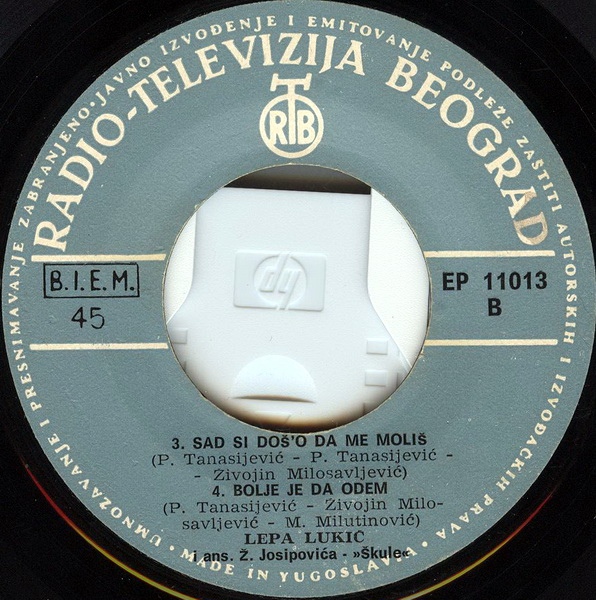 UMNOŽAVANJE I PRESNIMAVANJE ZABRANJENO • JAVNO IZVOĐENJE I EMITOVANJE PODLEŽE ZAŠTITI AUTORSKIH I IZVOĐAČKIH PRAVA •
RADIO-TELEVIZIJA BEOGRAD
RTB
B.I.E.M.
45
EP 11013
B
hp
3. SAD SI DOŠ'O DA ME MOLIŠ
(P. Tanasijević - P. Tanasijević -
- Zivojin Milosavljević)
4. BOLJE JE DA ODEM
(P. Tanasijević - Zivojin Milo-
savljević - M. Milutinović)
LEPA LUKIC
i ans. Ž. Josipovića - »Škule«
• MADE IN YUGOSLAVIA •